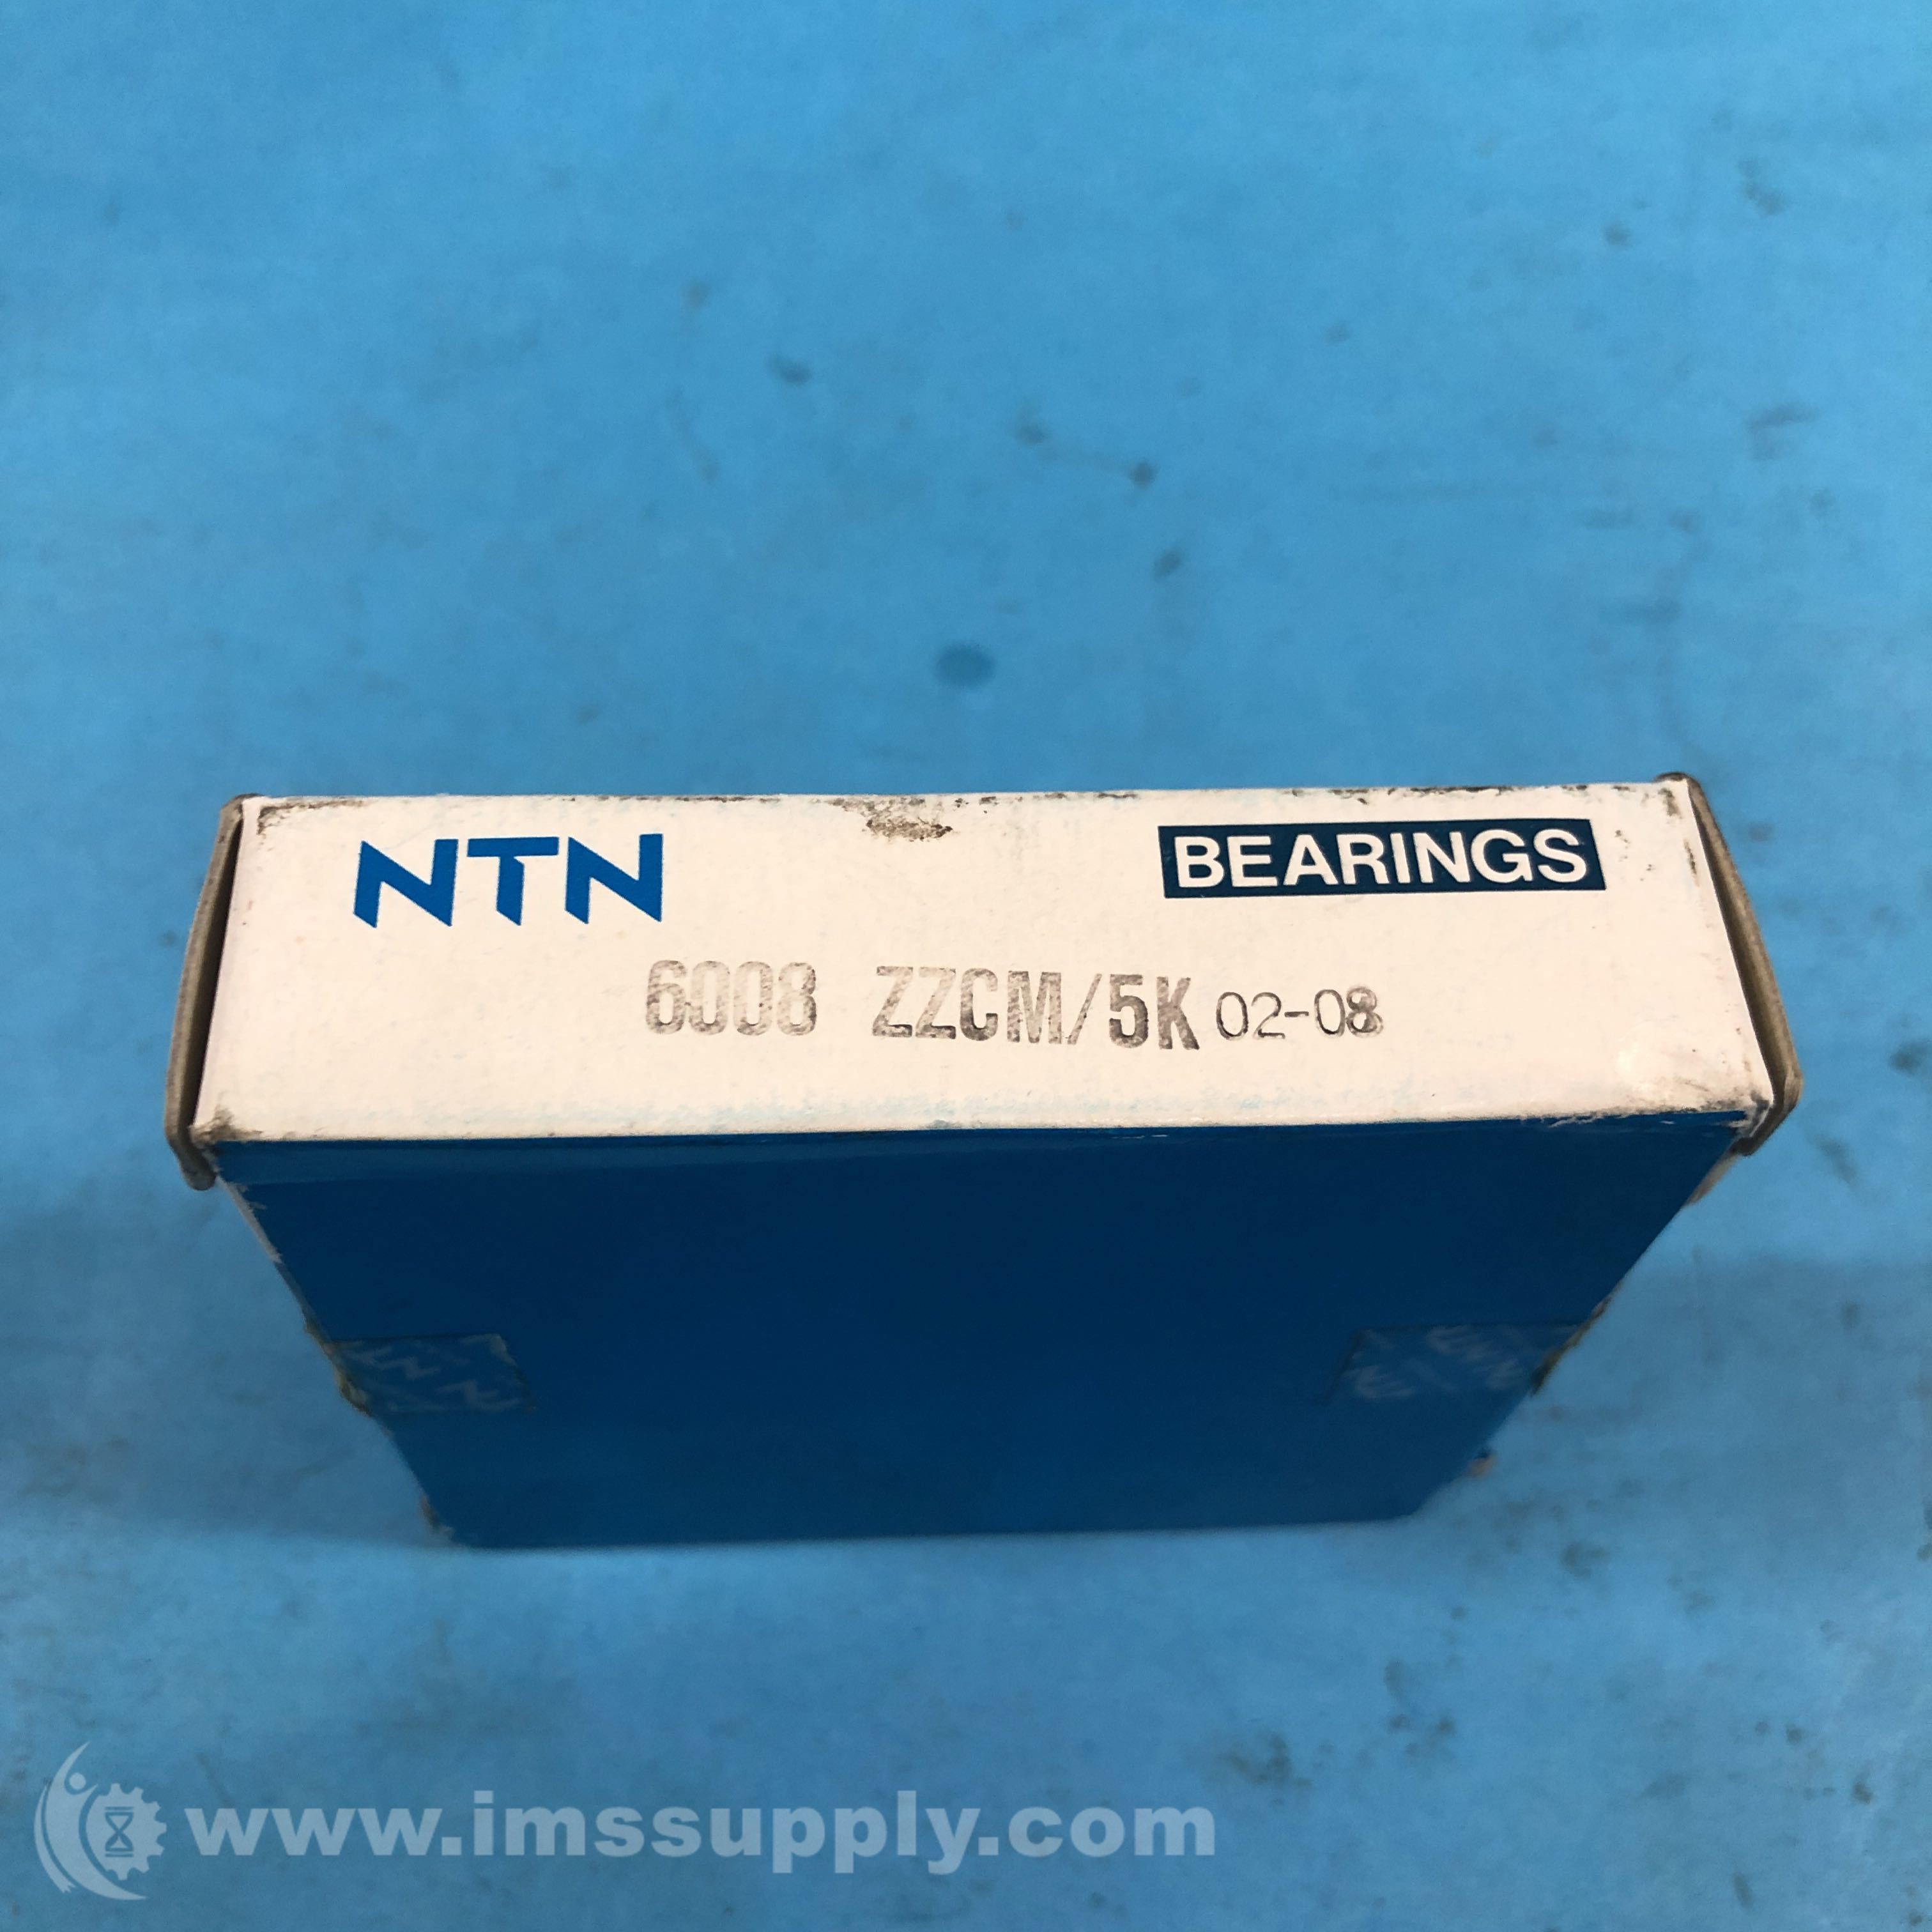 NTN BEARINGS
6008 ZZCM/5K 02-08
www.imssupply.com